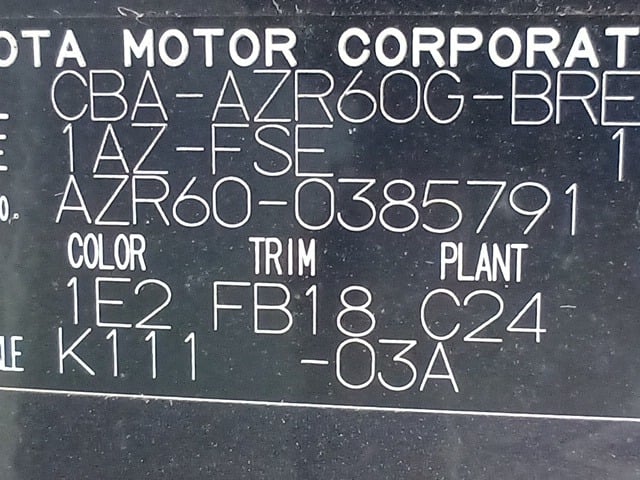 OTA MOTOR CORPORAT
CBA-AZR60G-BRE
1AZ-FSE 1
O. AZR60-0385791
COLOR TRIM PLANT
1E2 FB18 C24
LE K111 -03A